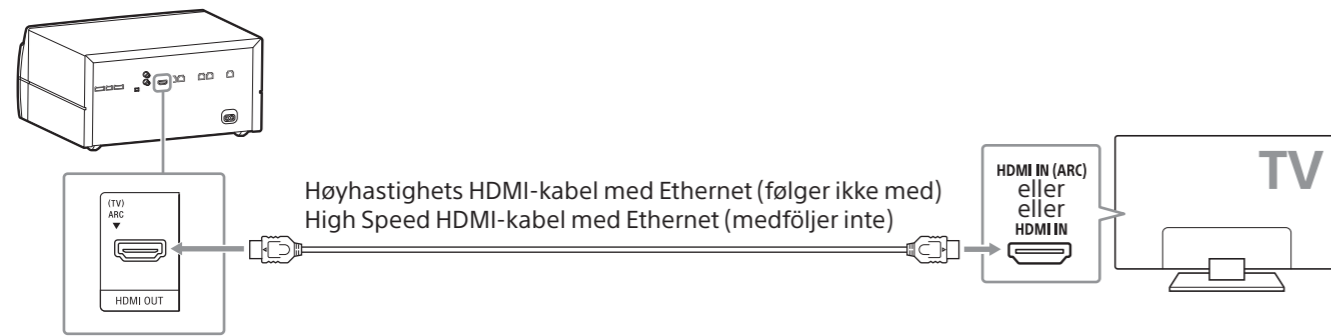 (TV)
ARC
HDMI OUT
Høyhastighets HDMI-kabel med Ethernet (følger ikke med)
High Speed HDMI-kabel med Ethernet (medföljer inte)
HDMI IN (ARC)
eller
eller
HDMI IN
TV